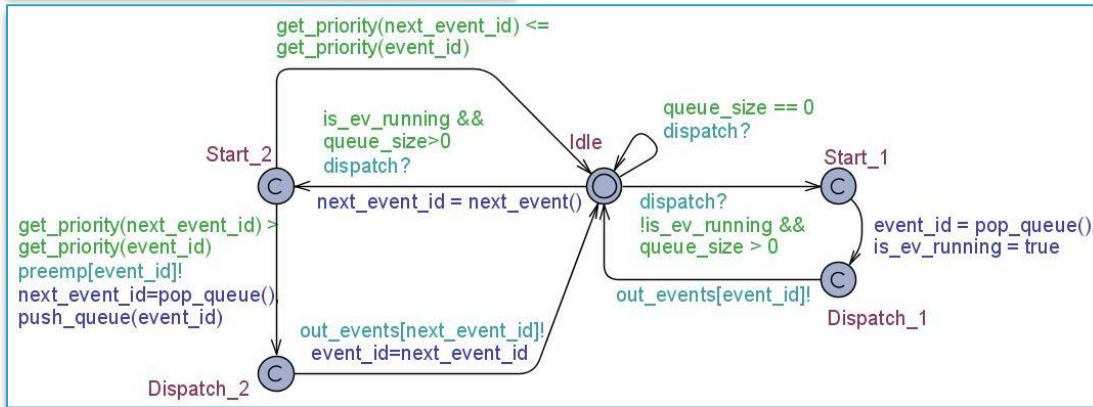 get_priority(next_event_id) <=
get_priority(event_id)
is_ev_running &&
queue_size>0
dispatch?
Idle
queue_size == 0
dispatch?
Start_2
Start_1
C
C
next_event_id = next_event()
dispatch?
!is_ev_running &&
queue_size > 0
event_id = pop_queue(),
is_ev_running = true
get_priority(next_event_id) >
get_priority(event_id)
preemp[event_id]!
next_event_id=pop_queue(),
push_queue(event_id)
C
out_events[event_id]!
Dispatch_1
out_events[next_event_id]!
event_id=next_event_id
C
Dispatch_2